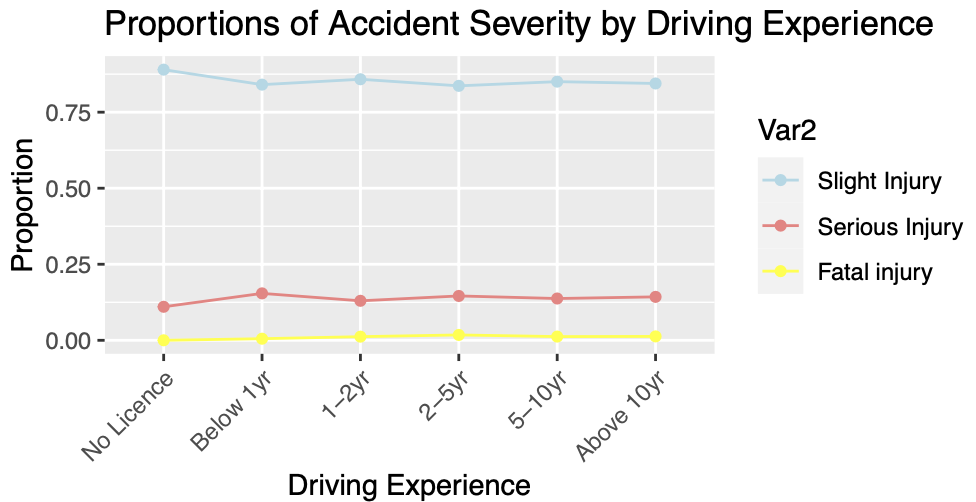 Proportions of Accident Severity by Driving Experience
Proportion
0.75
0.50
0.25
0.00
No Licence
Below 1yr
1−2yr
2−5yr
5−10yr
Above 10yr
Driving Experience
Var2
Slight Injury
Serious Injury
Fatal injury